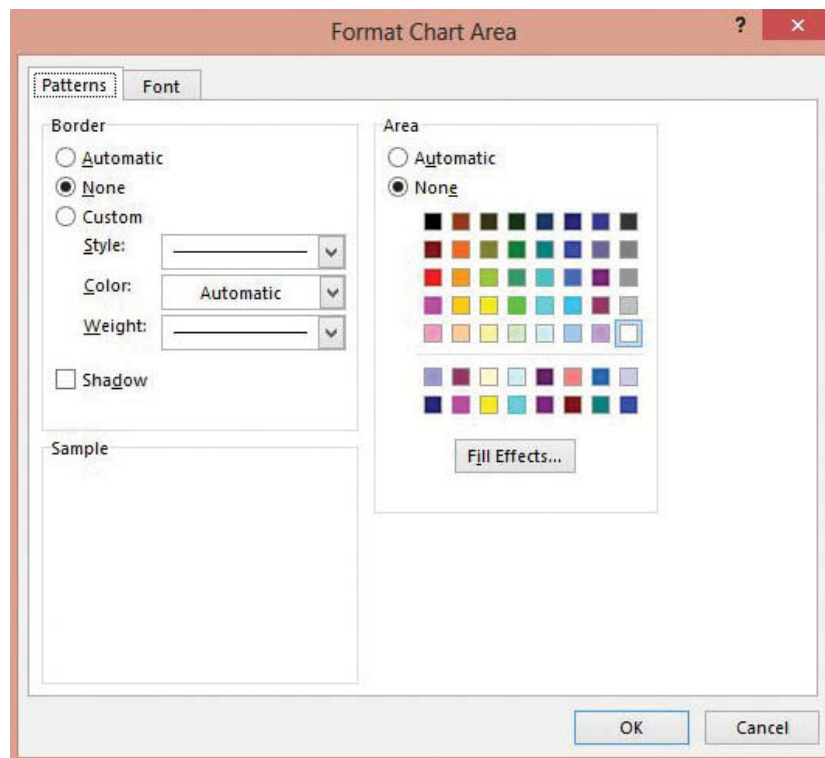 Format Chart Area
?
Patterns
Font
Border
Automatic
None
Custom
Style:
Color:
Automatic
Weight:
Shadow
Sample
Area
Automatic
None
Fill Effects...
OK
Cancel